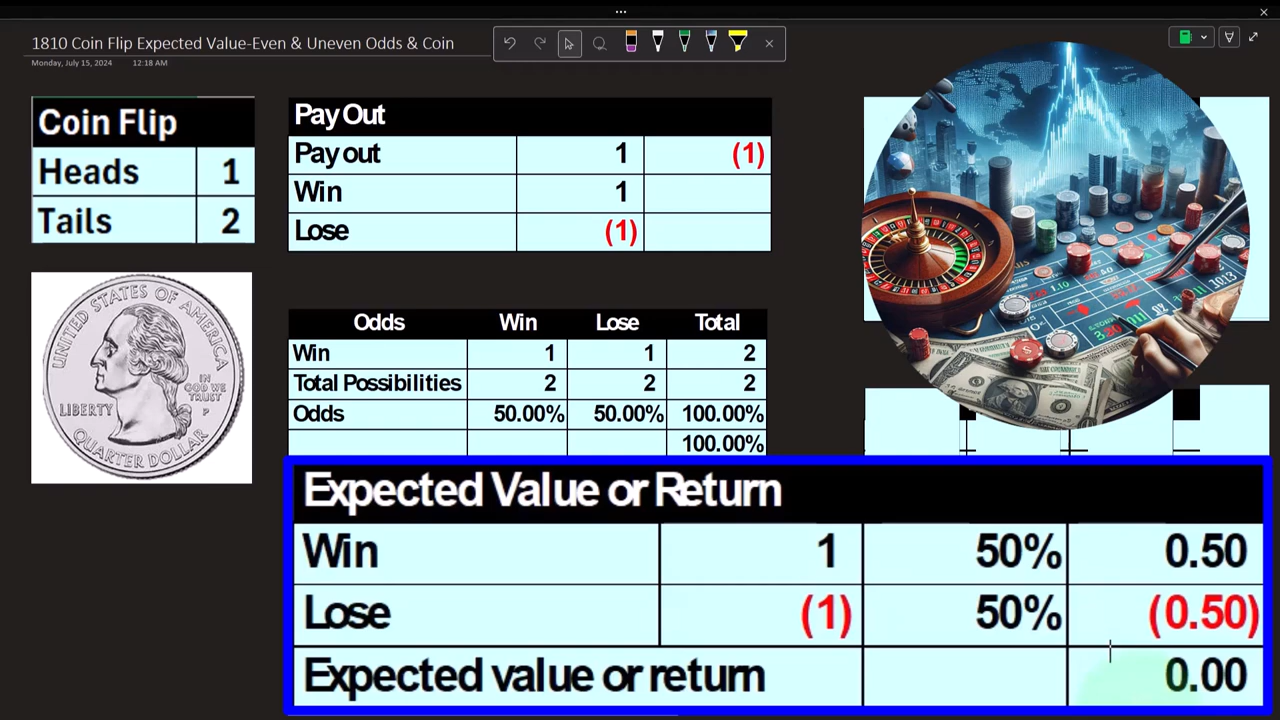 1810 Coin Flip Expected Value-Even & Uneven Odds & Coin
Monday, July 15, 2024 12:18 AM
Coin Flip
Heads 1
Tails 2
UNITED STATES OF AMERICA
LIBERTY
IN
GOD WE
TRUST
P
QUARTER DOLLAR
Pay Out
Pay out 1 (1)
Win 1
Lose (1)
Odds Win Lose Total
Win 1 1 2
Total Possibilities 2 2 2
Odds 50.00% 50.00% 100.00%
100.00%
Expected Value or Return
Win 1 50% 0.50
Lose (1) 50% (0.50)
Expected value or return 0.00